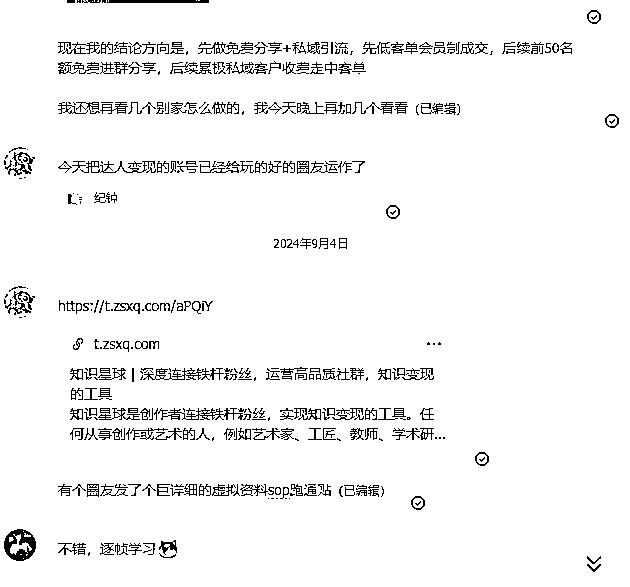 现在我的结论方向是，先做免费分享+私域引流，先低客单会员制成交，后续前50名
额免费进群分享，后续累极私域客户收费走中客单
我还想再看几个别家怎么做的，我今天晚上再加几个看看（已编辑）
今天把达人变现的账号已经给玩的好的圈友运作了
纪钟
2024年9月4日
https://t.zsxq.com/aPQiY
t.zsxq.com
知识星球 | 深度连接铁杆粉丝，运营高品质社群，知识变现
的工具
知识星球是创作者连接铁杆粉丝，实现知识变现的工具。任
何从事创作或艺术的人，例如艺术家、工匠、教师、学术研...
有个圈友发了个巨详细的虚拟资料sop跑通贴（已编辑）
不错，逐帧学习